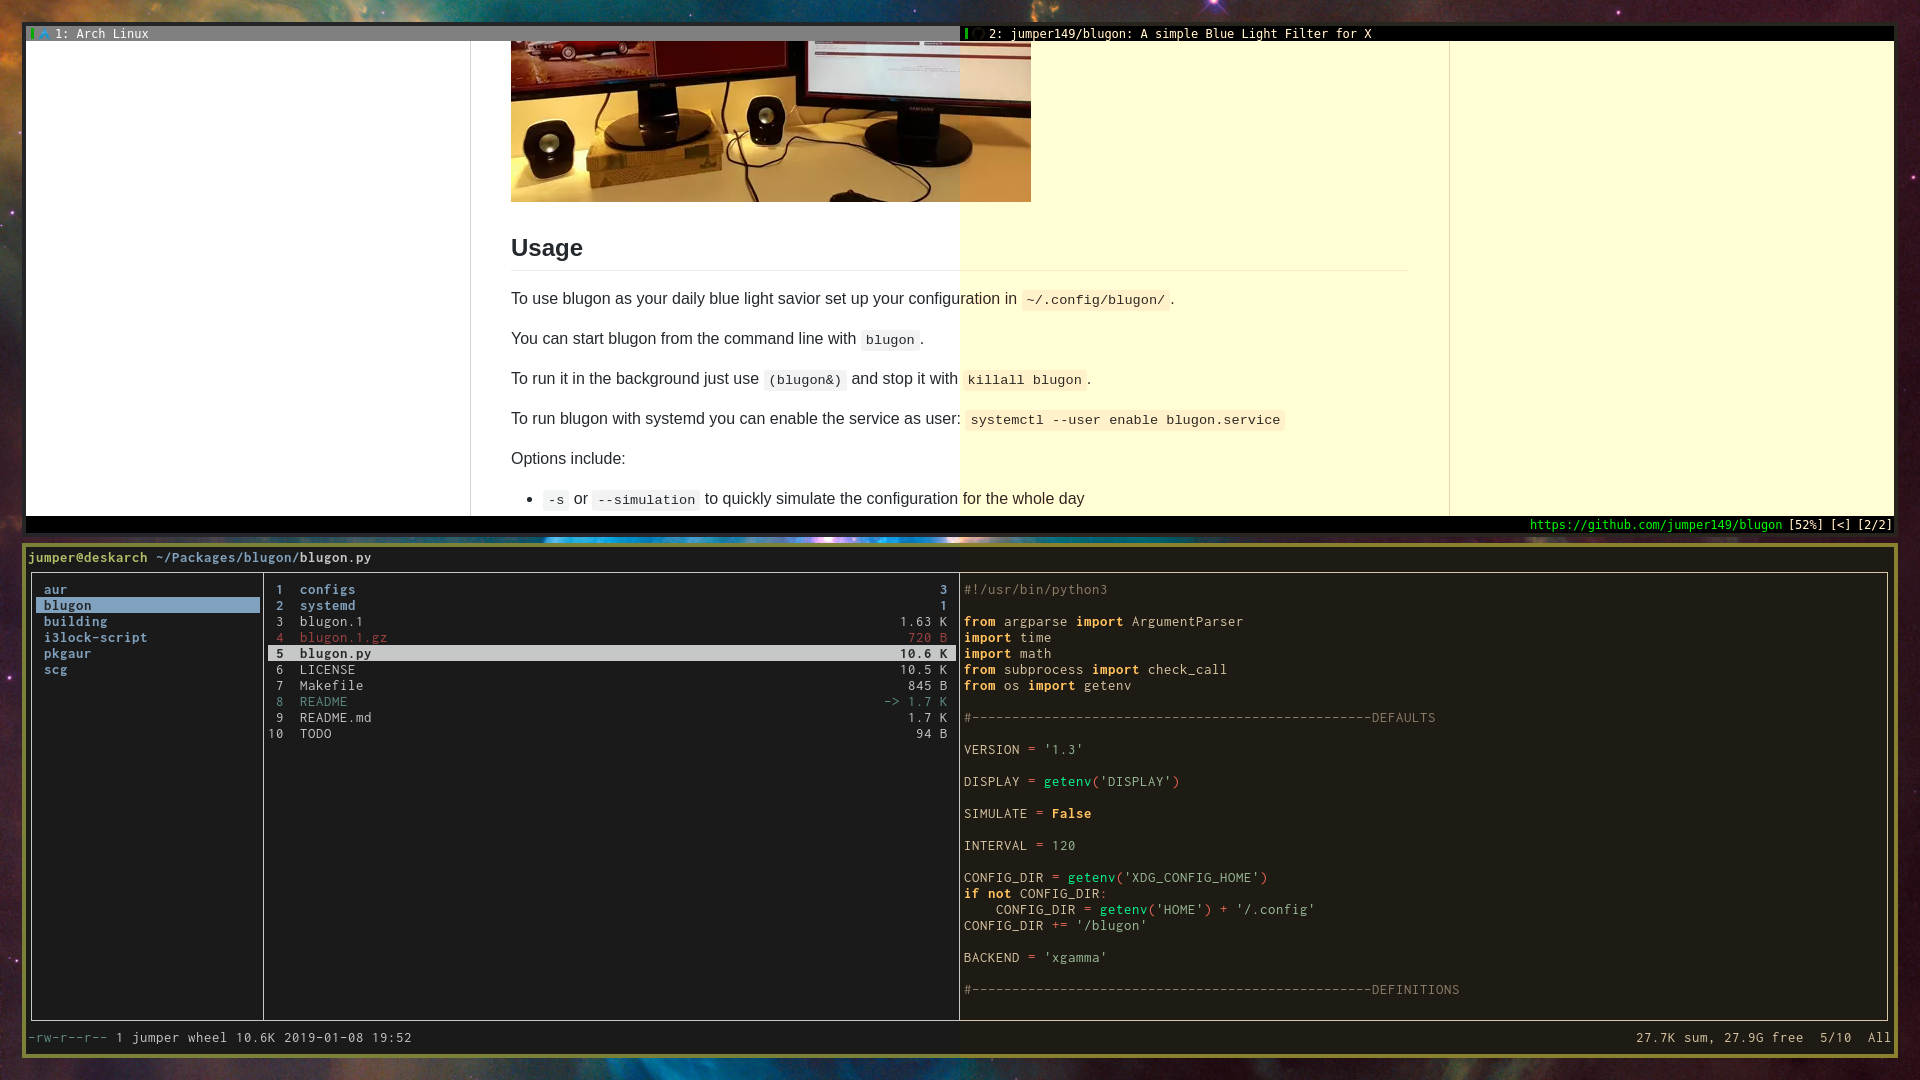 1: Arch Linux
2: jumper149/blugon: A simple Blue Light Filter for X
SAMSUNG
Usage
To use blugon as your daily blue light savior set up your configuration in ~/.config/blugon/ .
You can start blugon from the command line with blugon .
To run it in the background just use (blugon&) and stop it with killall blugon .
To run blugon with systemd you can enable the service as user: systemctl --user enable blugon.service
Options include:
• -s or --simulation to quickly simulate the configuration for the whole day
https://github.com/jumper149/blugon [52%] [<] [2/2]
jumper@deskarch ~/Packages/blugon/blugon.py
aur
blugon
building
i3lock-script
pkgaur
scg
1 configs 3
2 systemd 1
3 blugon.1 1.63 K
4 blugon.1.gz 720 B
5 blugon.py 10.6 K
6 LICENSE 10.5 K
7 Makefile 845 B
8 README -> 1.7 K
9 README.md 1.7 K
10 TODO 94 B
#!/usr/bin/python3
from argparse import ArgumentParser
import time
import math
from subprocess import check_call
from os import getenv
#--------------------------------------------------DEFAULTS
VERSION = '1.3'
DISPLAY = getenv('DISPLAY')
SIMULATE = False
INTERVAL = 120
CONFIG_DIR = getenv('XDG_CONFIG_HOME')
if not CONFIG_DIR:
    CONFIG_DIR = getenv('HOME') + '/.config'
CONFIG_DIR += '/blugon'
BACKEND = 'xgamma'
#--------------------------------------------------DEFINITIONS
-rw-r--r-- 1 jumper wheel 10.6K 2019-01-08 19:52
27.7K sum, 27.9G free 5/10 All